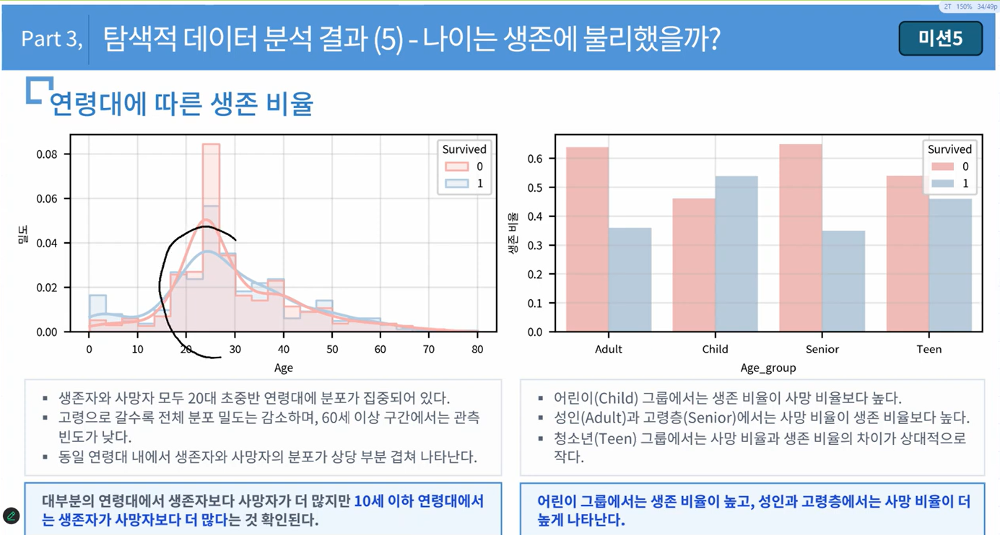 2T 150% 34/49p
Part 3, 탐색적 데이터 분석 결과 (5) - 나이는 생존에 불리했을까?
미션5
연령대에 따른 생존 비율
Survived
0
1
0.08
0.06
0.04
0.02
0.00
밀도
0 10 20 30 40 50 60 70 80
Age
Survived
0
1
0.6
0.5
0.4
0.3
0.2
0.1
0.0
생존 비율
Adult Child Senior Teen
Age_group
▪ 생존자와 사망자 모두 20대 초중반 연령대에 분포가 집중되어 있다.
▪ 고령으로 갈수록 전체 분포 밀도는 감소하며, 60세 이상 구간에서는 관측
빈도가 낮다.
▪ 동일 연령대 내에서 생존자와 사망자의 분포가 상당 부분 겹쳐 나타난다.
▪ 어린이(Child) 그룹에서는 생존 비율이 사망 비율보다 높다.
▪ 성인(Adult)과 고령층(Senior)에서는 사망 비율이 생존 비율보다 높다.
▪ 청소년(Teen) 그룹에서는 사망 비율과 생존 비율의 차이가 상대적으로
작다.
대부분의 연령대에서 생존자보다 사망자가 더 많지만 10세 이하 연령대에서
는 생존자가 사망자보다 더 많다는 것 확인된다.
어린이 그룹에서는 생존 비율이 높고, 성인과 고령층에서는 사망 비율이 더
높게 나타난다.